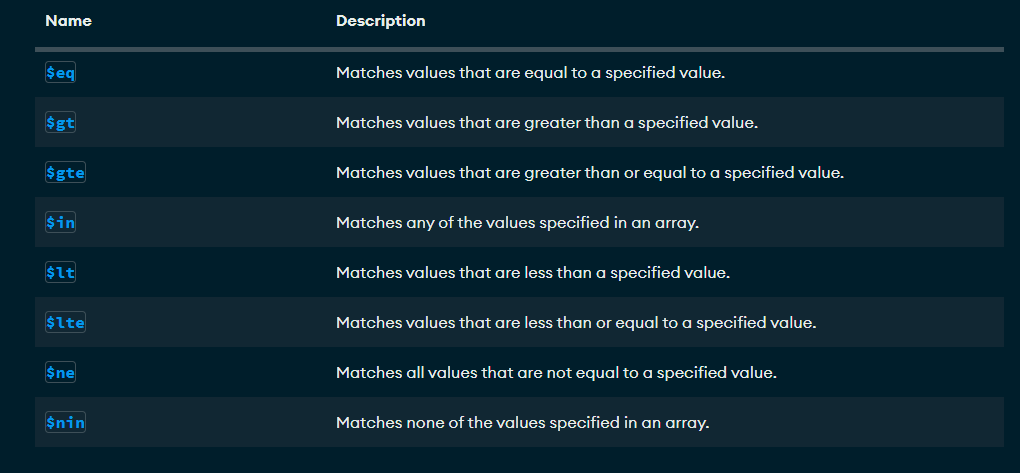 Name Description
$eq Matches values that are equal to a specified value.
$gt Matches values that are greater than a specified value.
$gte Matches values that are greater than or equal to a specified value.
$in Matches any of the values specified in an array.
$lt Matches values that are less than a specified value.
$lte Matches values that are less than or equal to a specified value.
$ne Matches all values that are not equal to a specified value.
$nin Matches none of the values specified in an array.